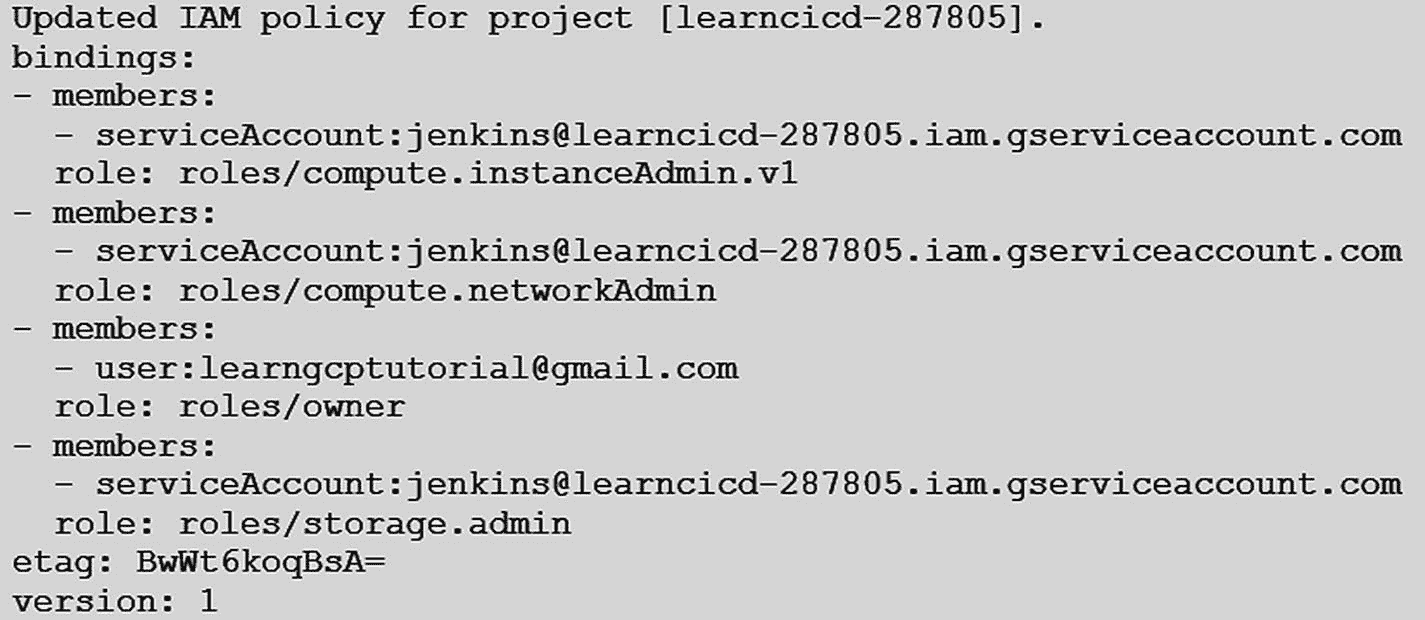 Updated IAM policy for project [learncicd-287805].
bindings:
- members:
  - serviceAccount:jenkins@learncicd-287805.iam.gserviceaccount.com
  role: roles/compute.instanceAdmin.v1
- members:
  - serviceAccount:jenkins@learncicd-287805.iam.gserviceaccount.com
  role: roles/compute.networkAdmin
- members:
  - user:learngcptutorial@gmail.com
  role: roles/owner
- members:
  - serviceAccount:jenkins@learncicd-287805.iam.gserviceaccount.com
  role: roles/storage.admin
etag: BwWt6koqBsA=
version: 1